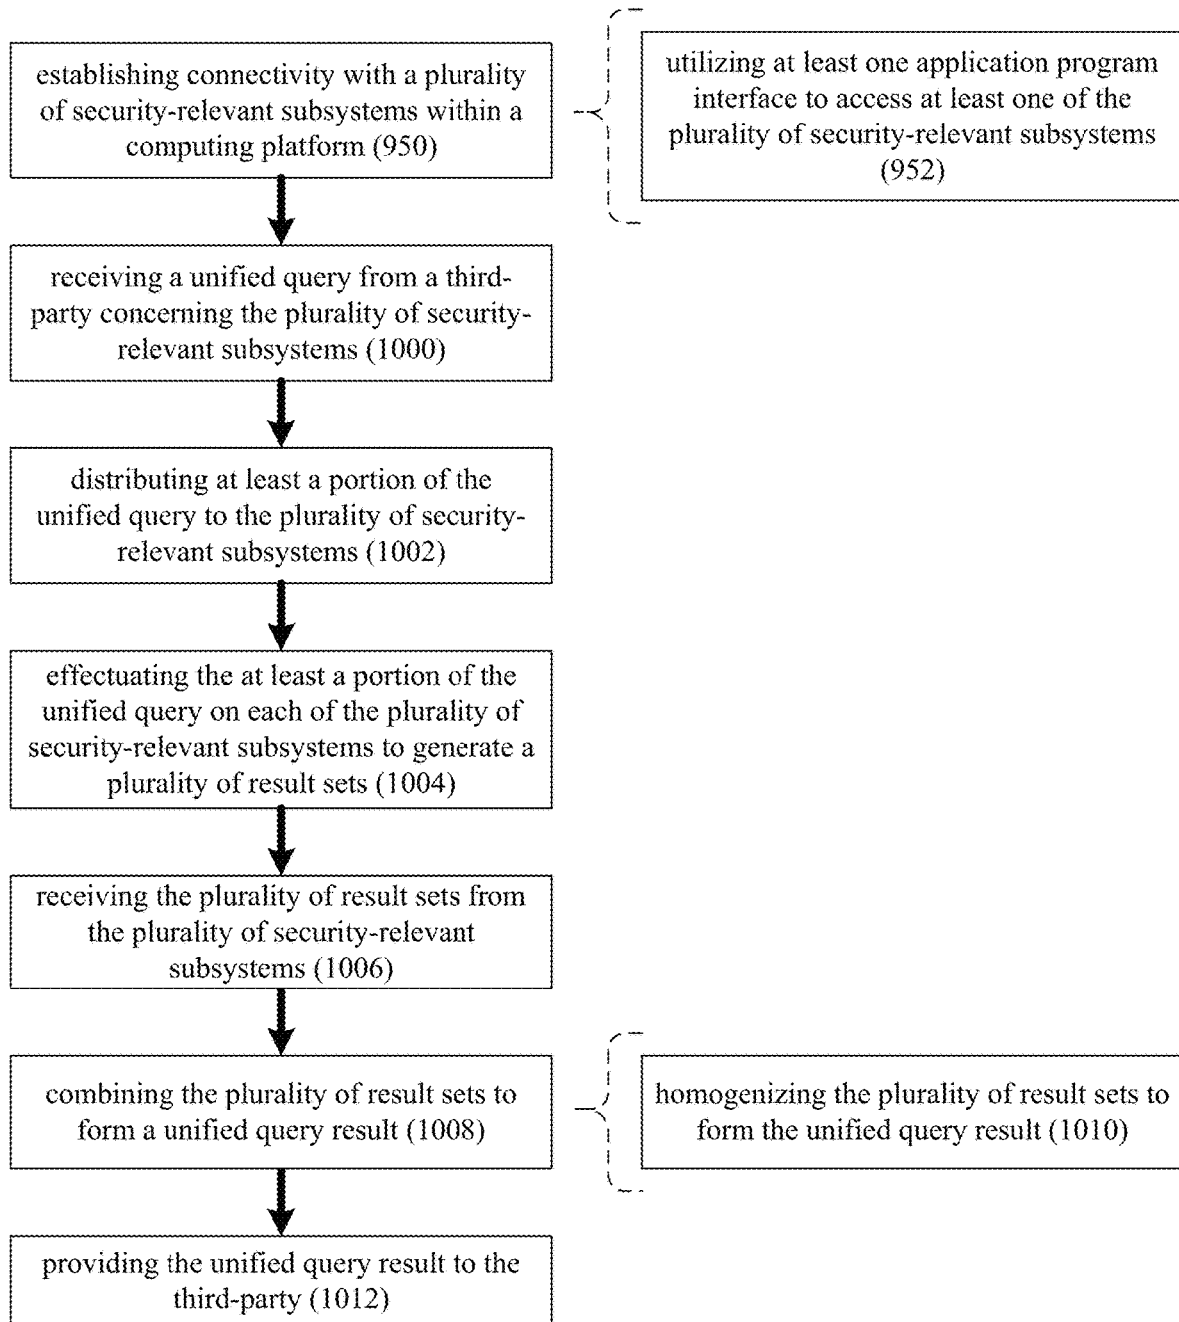 establishing connectivity with a plurality
of security-relevant subsystems within a
computing platform (950)
utilizing at least one application program
interface to access at least one of the
plurality of security-relevant subsystems
(952)
receiving a unified query from a third-
party concerning the plurality of security-
relevant subsystems (1000)
distributing at least a portion of the
unified query to the plurality of security-
relevant subsystems (1002)
effectuating the at least a portion of the
unified query on each of the plurality of
security-relevant subsystems to generate a
plurality of result sets (1004)
receiving the plurality of result sets from
the plurality of security-relevant
subsystems (1006)
combining the plurality of result sets to
form a unified query result (1008)
homogenizing the plurality of result sets to
form the unified query result (1010)
providing the unified query result to the
third-party (1012)